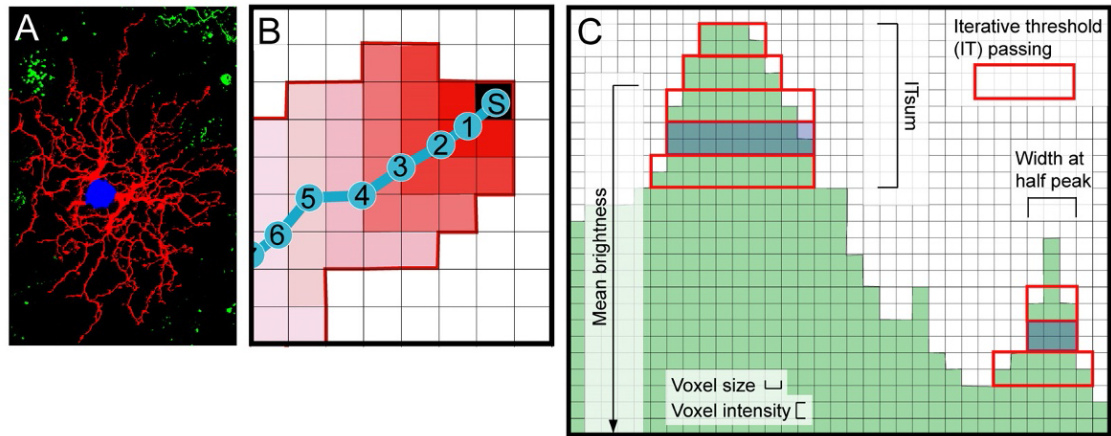 A
B
S
1
2
3
4
5
6
C
Iterative threshold
(IT) passing
ITsum
Width at
half peak
Mean brightness
Voxel size
Voxel intensity